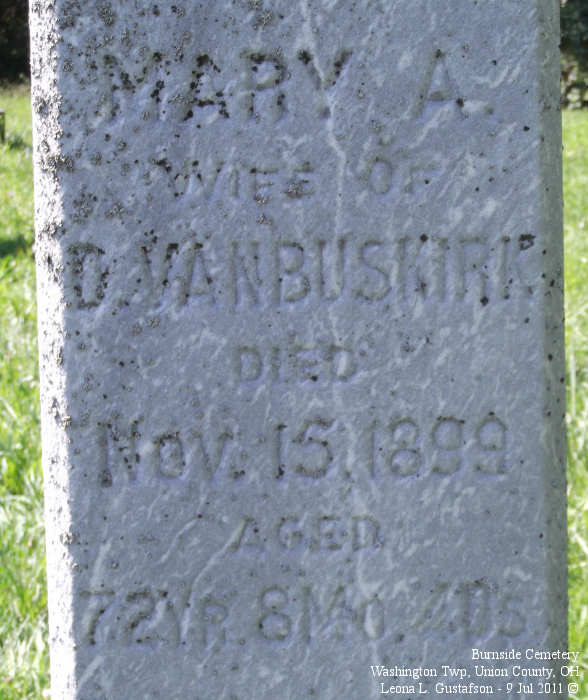 MARY A.
WIFE OF
D. VANBUSKIRK
DIED
NOV. 15, 1899
AGED
72 YR. 8 MO. 4 DS
Burnside Cemetery
Washington Twp, Union County, OH
Leona L. Gustafson - 9 Jul 2011 ©